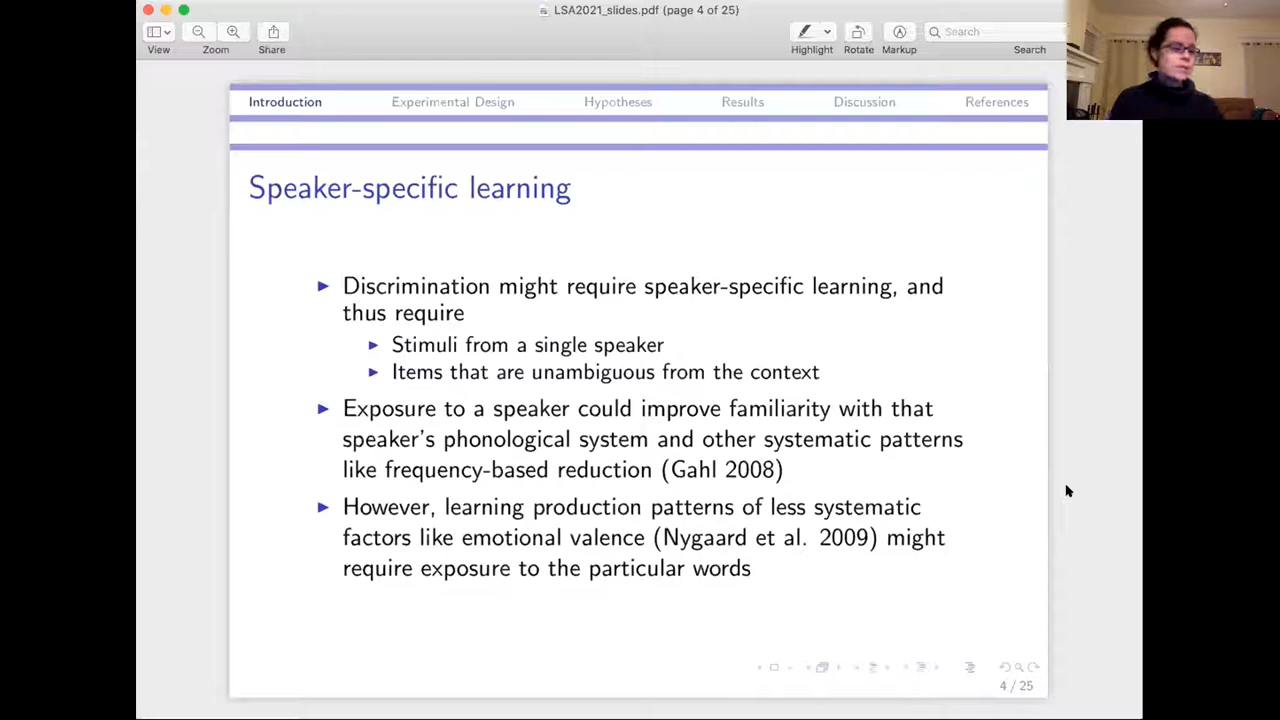 LSA2021_slides.pdf (page 4 of 25)
View
Zoom
Share
Highlight
Rotate
Markup
Search
Search
Introduction
Experimental Design
Hypotheses
Results
Discussion
References
Speaker-specific learning
Discrimination might require speaker-specific learning, and
thus require
Stimuli from a single speaker
Items that are unambiguous from the context
Exposure to a speaker could improve familiarity with that
speaker's phonological system and other systematic patterns
like frequency-based reduction (Gahl 2008)
However, learning production patterns of less systematic
factors like emotional valence (Nygaard et al. 2009) might
require exposure to the particular words
4 / 25